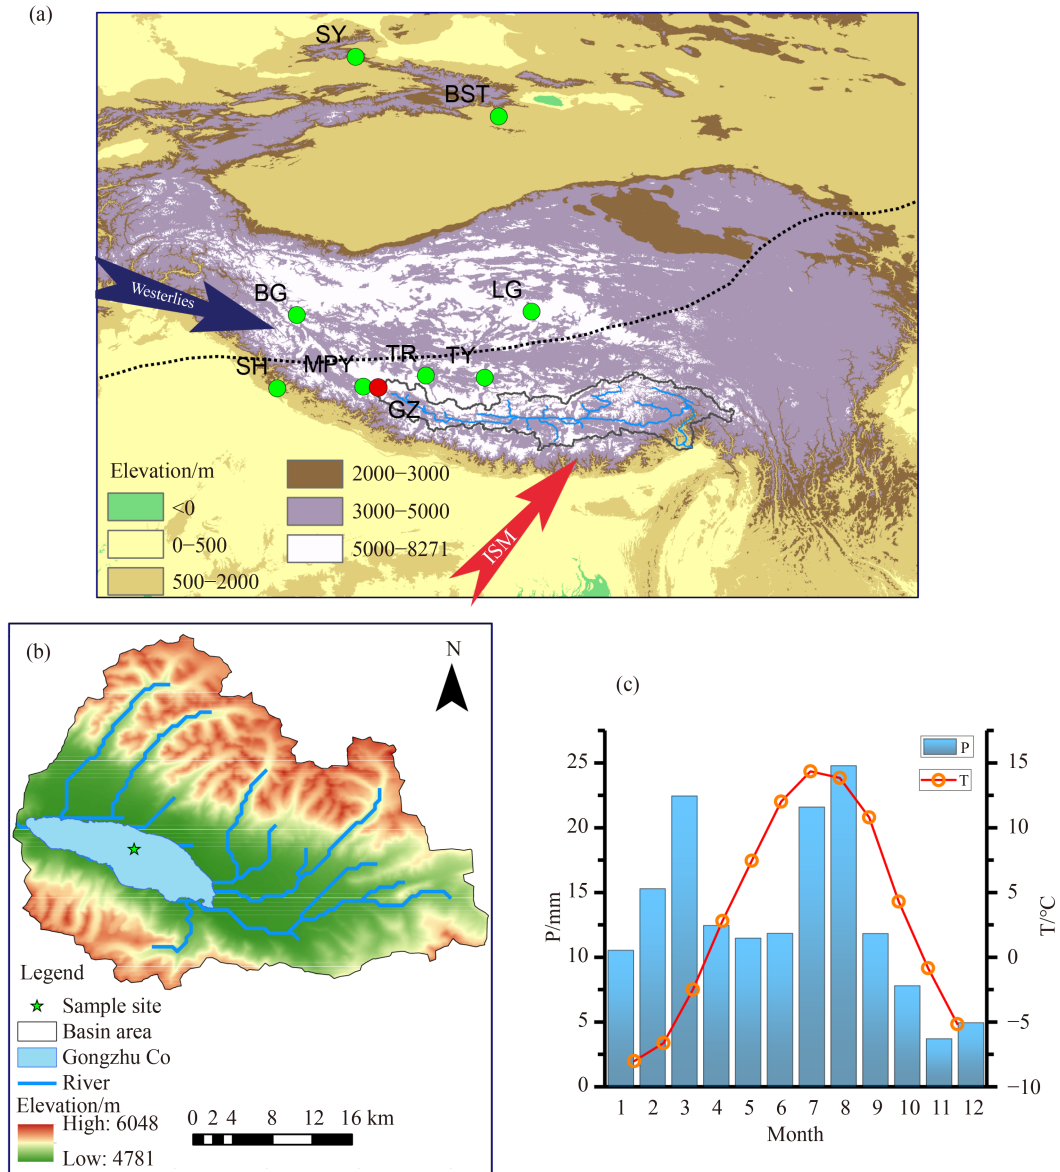 (a)
SY
BST
Westerlies
BG
LG
SH
MPY
TR
TY
GZ
Elevation/m
<0
0−500
500−2000
2000−3000
3000−5000
5000−8271
ISM
(b)
N
Legend
Sample site
Basin area
Gongzhu Co
River
Elevation/m
High: 6048
Low: 4781
0 2 4 8 12 16 km
(c)
P
T
25
20
15
10
5
0
P/mm
15
10
5
0
−5
−10
T/°C
1 2 3 4 5 6 7 8 9 10 11 12
Month